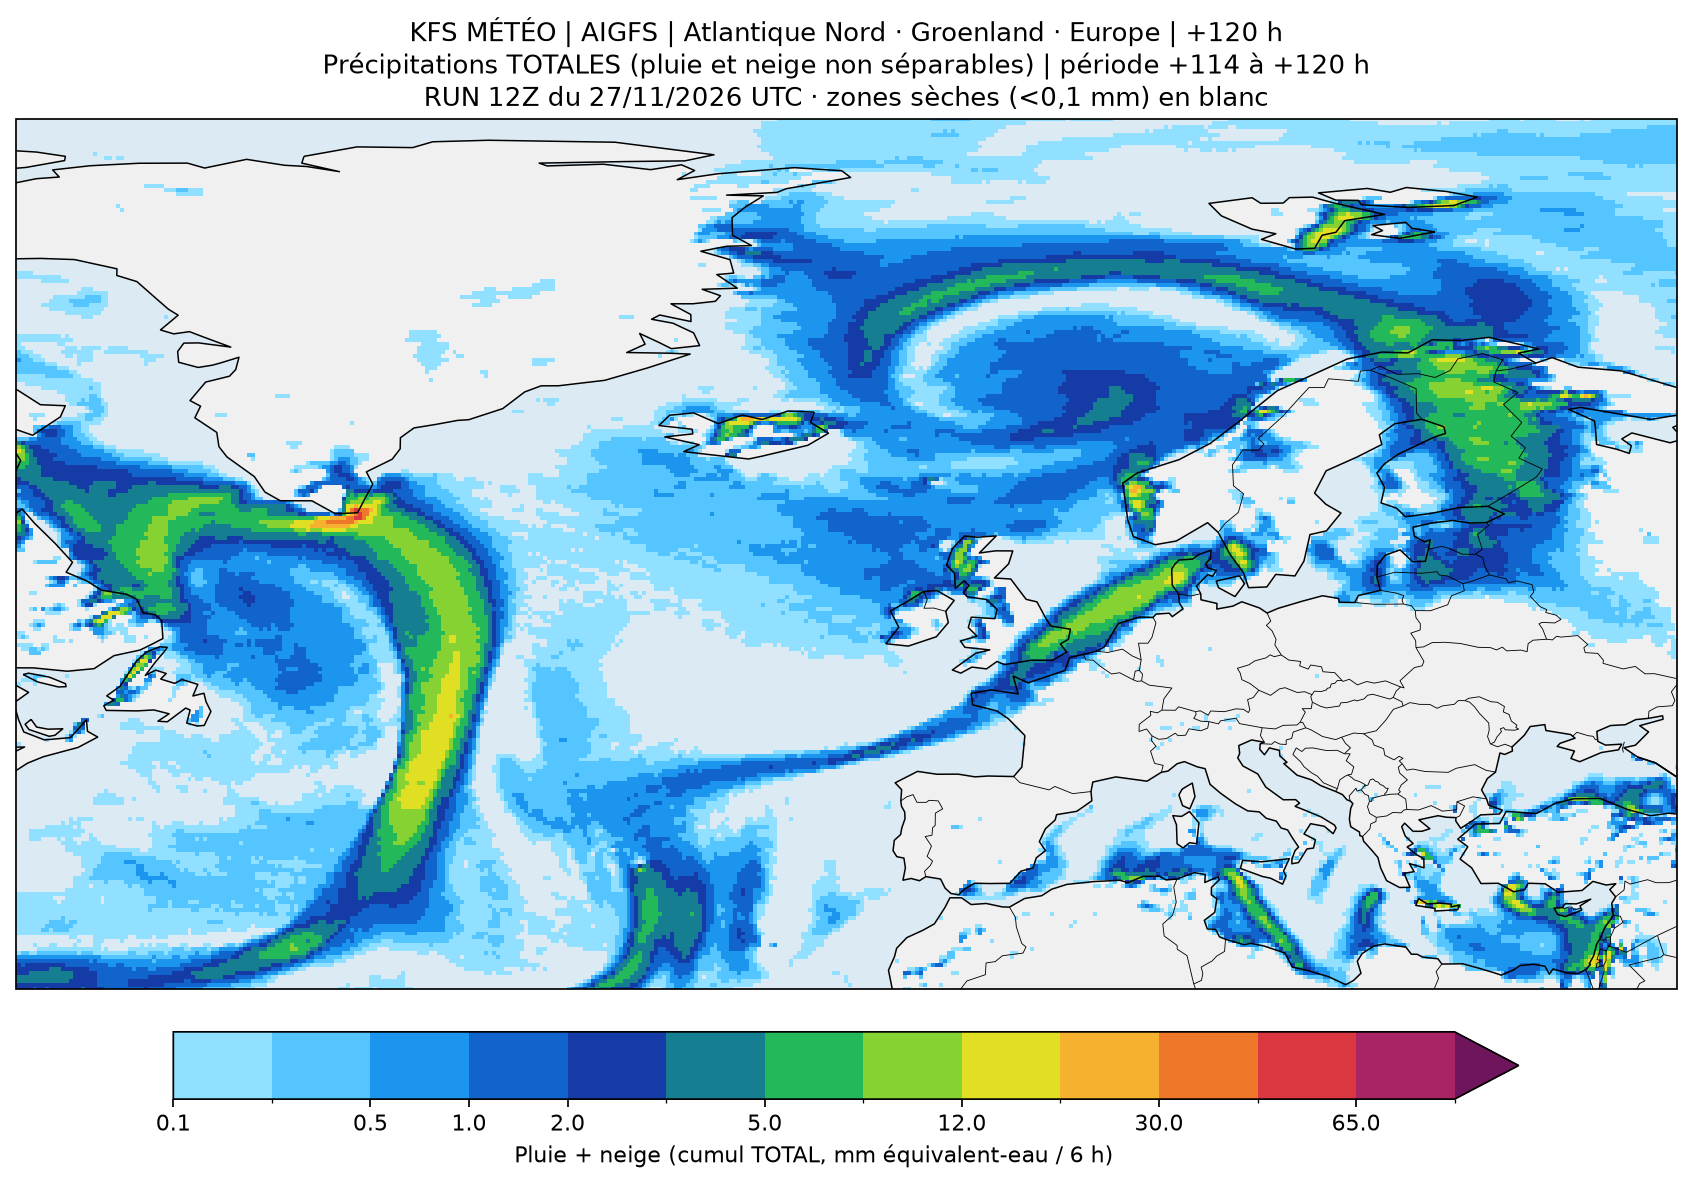 KFS MÉTÉO | AIGFS | Atlantique Nord · Groenland · Europe | +120 h
Précipitations TOTALES (pluie et neige non séparables) | période +114 à +120 h
RUN 12Z du 27/11/2026 UTC · zones sèches (<0,1 mm) en blanc
0.1 0.5 1.0 2.0 5.0 12.0 30.0 65.0
Pluie + neige (cumul TOTAL, mm équivalent-eau / 6 h)